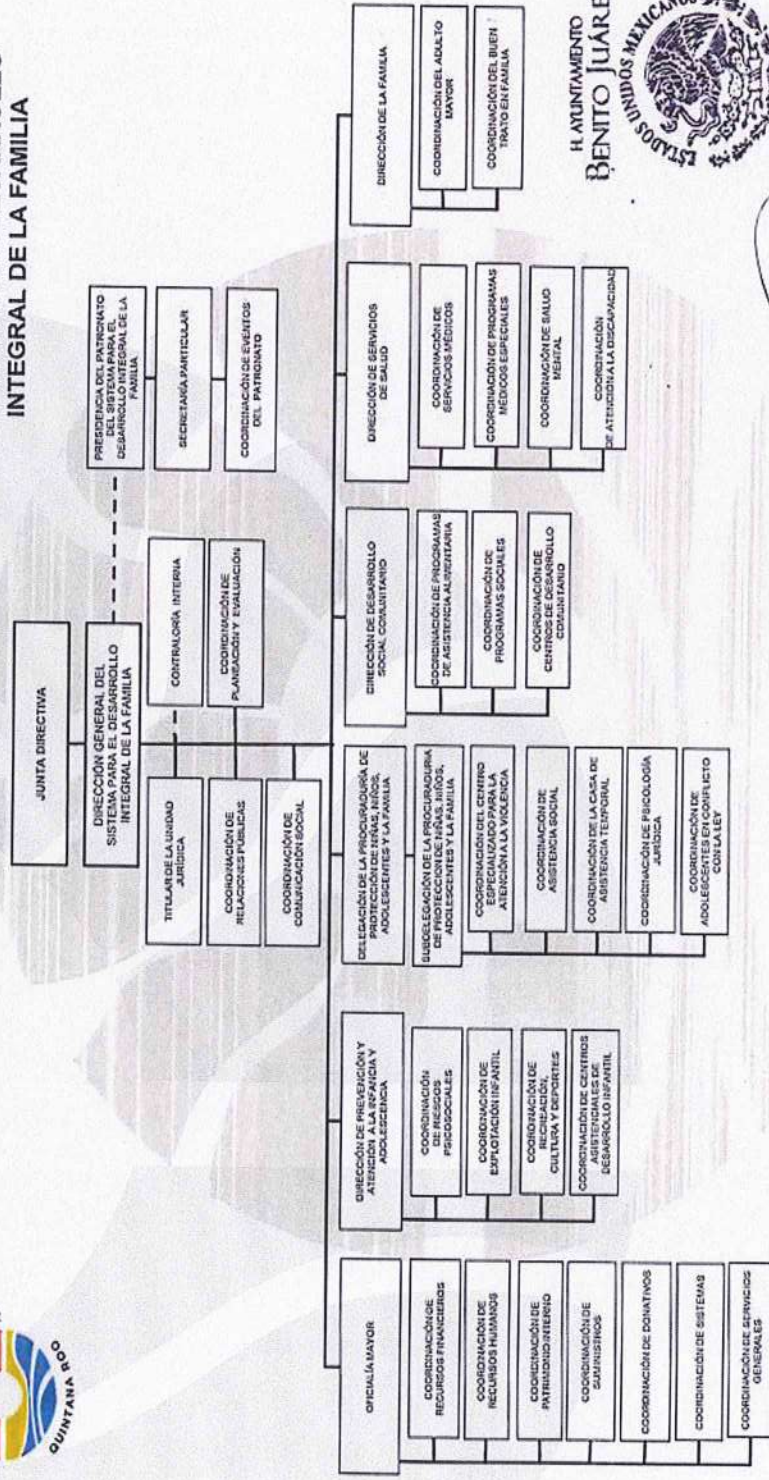 INTEGRAL DE LA FAMILIA
QUINTANA ROO
JUNTA DIRECTIVA
DIRECCIÓN GENERAL DEL
SISTEMA PARA EL DESARROLLO
INTEGRAL DE LA FAMILIA
PRESIDENCIA DEL PATRONATO
DEL SISTEMA PARA EL
DESARROLLO INTEGRAL DE LA
FAMILIA
SECRETARÍA PARTICULAR
COORDINACIÓN DE EVENTOS
DEL PATRONATO
TITULAR DE LA UNIDAD
JURÍDICA
CONTRALORÍA INTERNA
COORDINACIÓN DE
RELACIONES PUBLICAS
COORDINACIÓN DE
PLANEACIÓN Y EVALUACIÓN
COORDINACIÓN DE
COMUNICACIÓN SOCIAL
OFICIALÍA MAYOR
COORDINACIÓN DE
RECURSOS FINANCIEROS
COORDINACIÓN DE
RECURSOS HUMANOS
COORDINACIÓN DE
PATRIMONIO INTERNO
COORDINACIÓN DE
SUMINISTROS
COORDINACIÓN DE DONATIVOS
COORDINACIÓN DE SISTEMAS
COORDINACIÓN DE SERVICIOS
GENERALES
DIRECCIÓN DE PREVENCIÓN Y
ATENCIÓN A LA INFANCIA Y
ADOLESCENCIA
COORDINACIÓN
DE RIESGOS
PSICOSOCIALES
COORDINACIÓN DE
EXPLOTACIÓN INFANTIL
COORDINACIÓN DE
RECREACIÓN,
CULTURA Y DEPORTES
COORDINACIÓN DE CENTROS
ASISTENCIALES DE
DESARROLLO INFANTIL
DELEGACIÓN DE LA PROCURADURÍA DE
PROTECCIÓN DE NIÑAS, NIÑOS,
ADOLESCENTES Y LA FAMILIA
SUBDELEGACIÓN DE LA PROCURADURIA
DE PROTECCION DE NIÑAS, NIÑOS,
ADOLESCENTES Y LA FAMILIA
COORDINACIÓN DEL CENTRO
ESPECIALIZADO PARA LA
ATENCIÓN A LA VIOLENCIA
COORDINACIÓN DE
ASISTENCIA SOCIAL
COORDINACIÓN DE LA CASA DE
ASISTENCIA TEMPORAL
COORDINACIÓN DE PSICOLOGÍA
JURÍDICA
COORDINACIÓN DE
ADOLESCENTES EN CONFLICTO
CON LA LEY
DIRECCIÓN DE DESARROLLO
SOCIAL COMUNITARIO
COORDINACIÓN DE PROGRAMAS
DE ASISTENCIA ALIMENTARIA
COORDINACIÓN DE
PROGRAMAS SOCIALES
COORDINACIÓN DE
CENTROS DE DESARROLLO
COMUNITARIO
DIRECCIÓN DE SERVICIOS
DE SALUD
COORDINACIÓN DE
SERVICIOS MÉDICOS
COORDINACIÓN DE PROGRAMAS
MÉDICOS ESPECIALES
COORDINACIÓN DE SALUD
MENTAL
COORDINACIÓN
DE ATENCIÓN A LA DISCAPACIDAD
DIRECCIÓN DE LA FAMILIA
COORDINACIÓN DEL ADULTO
MAYOR
COORDINACIÓN DEL BUEN
TRATO EN FAMILIA
H. AYUNTAMIENTO
BENITO JUÁRE
ESTADOS UNIDOS MEXICANOS